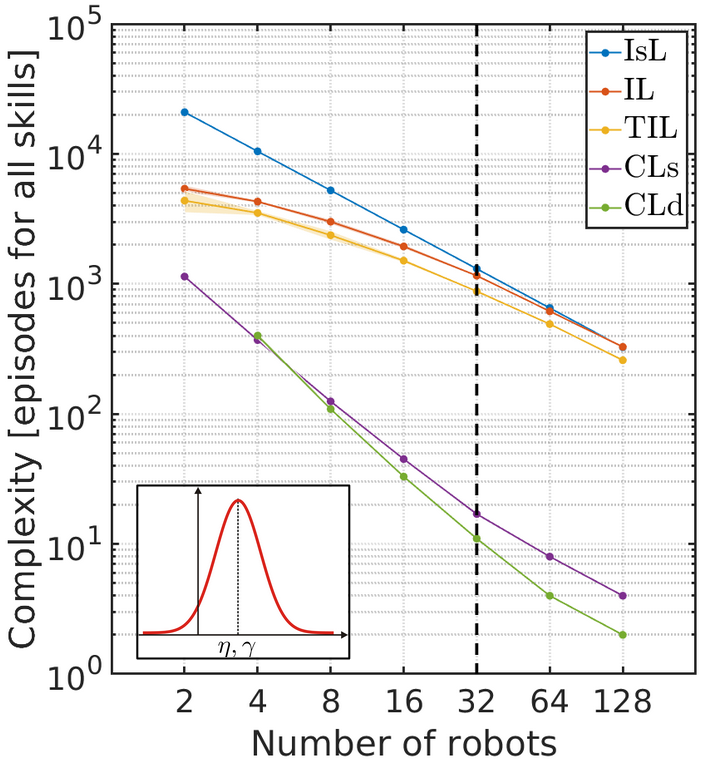 Complexity [episodes for all skills]
10^5
10^4
10^3
10^2
10^1
10^0
IsL
IL
TIL
CLs
CLd
η, γ
2 4 8 16 32 64 128
Number of robots